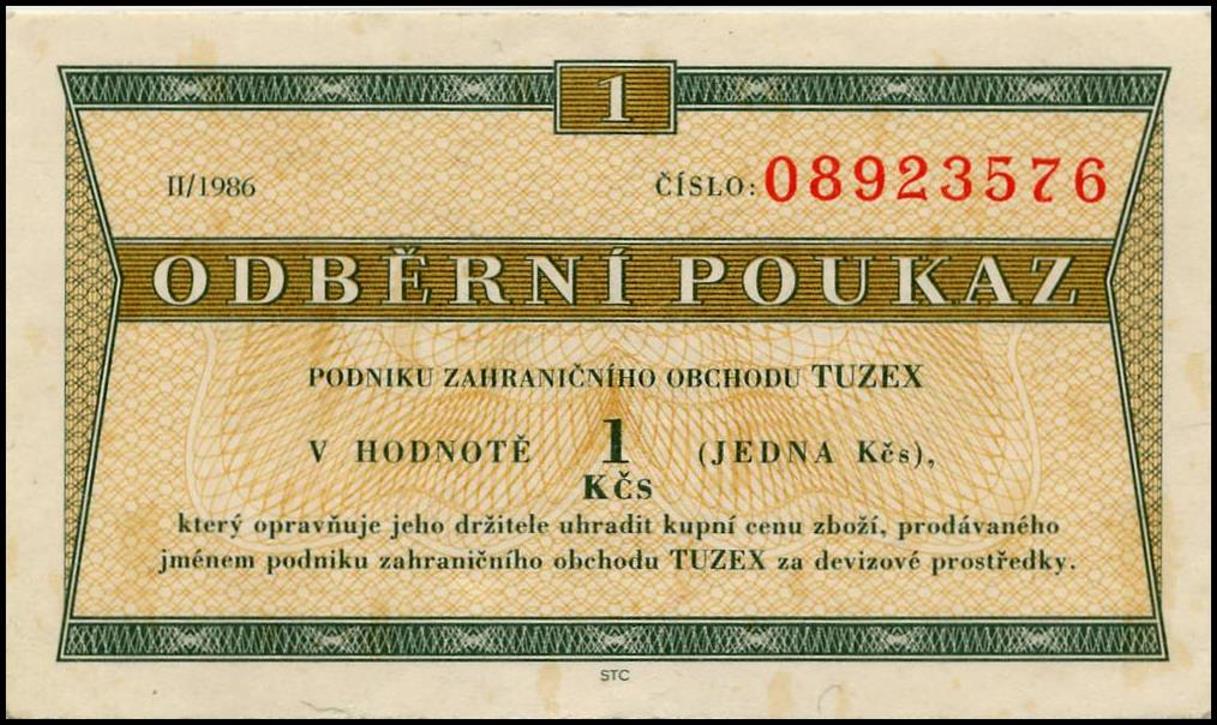 1
II/1986 ČÍSLO: 08923576
ODBĚRNÍ POUKAZ
PODNIKU ZAHRANIČNÍHO OBCHODU TUZEX
V HODNOTĚ 1 (JEDNA Kčs),
KČS
který opravňuje jeho držitele uhradit kupní cenu zboží, prodávaného
jménem podniku zahraničního obchodu TUZEX za devizové prostředky.
STC